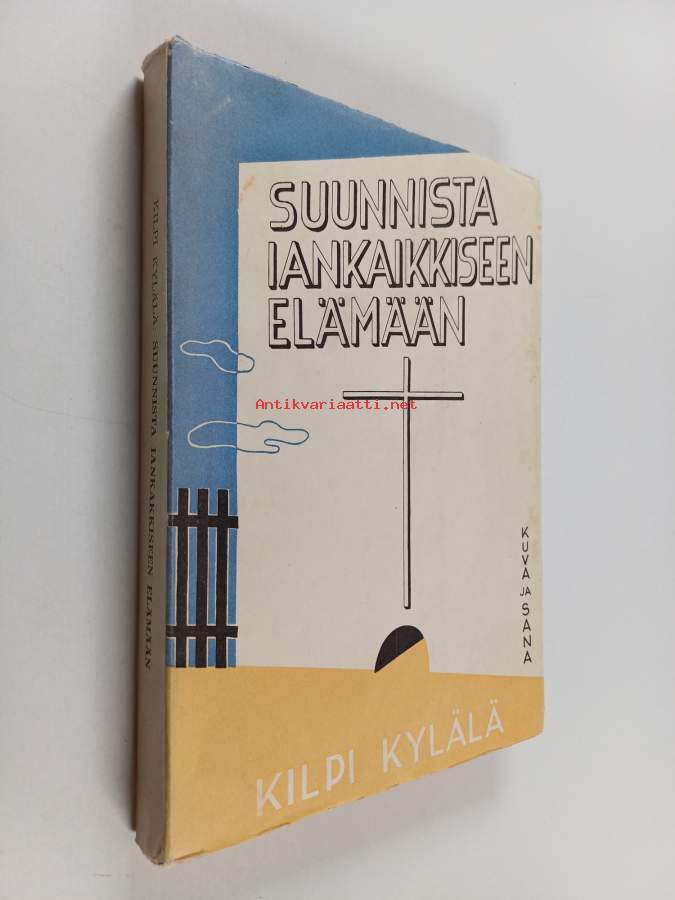 SUUNNISTA
IANKAIKKISEEN
ELÄMÄÄN
Antikvariaatti.net
KUVA JA SANA
KILPI KYLÄLÄ
KILPI KYLÄLÄ: SUUNNISTA IANKAIKKISEEN ELÄMÄÄN